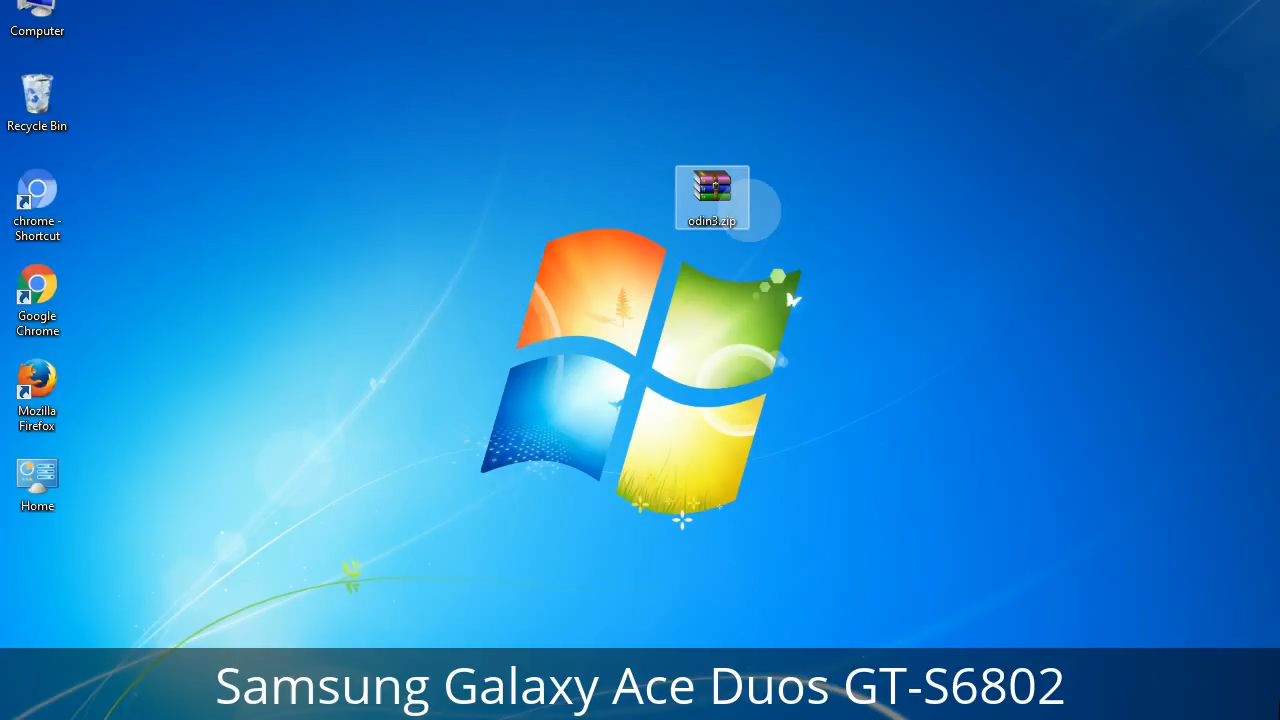 Computer
Recycle Bin
chrome -
Shortcut
Google
Chrome
Mozilla
Firefox
Home
odin3.zip
Samsung Galaxy Ace Duos GT-S6802